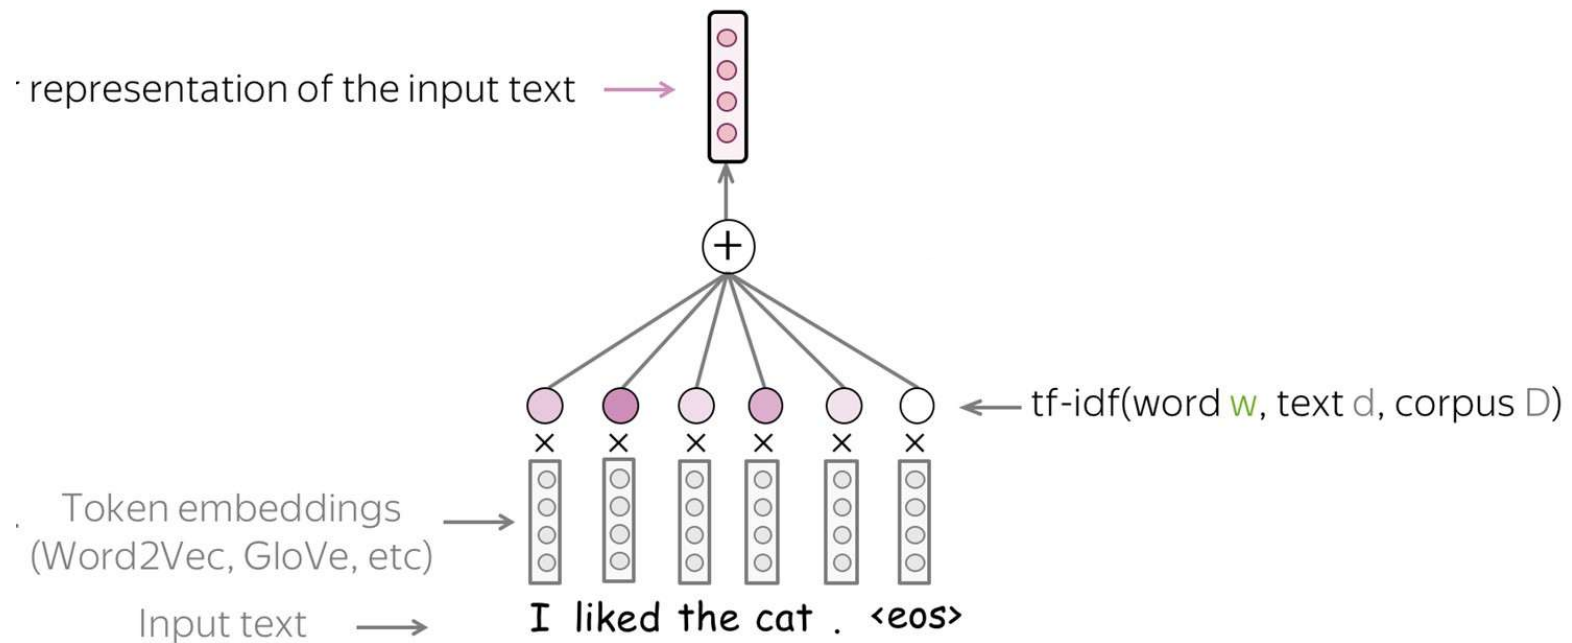 representation of the input text
+
tf-idf(word w, text d, corpus D)
× × × × × ×
Token embeddings
(Word2Vec, GloVe, etc)
Input text
I liked the cat . <eos>